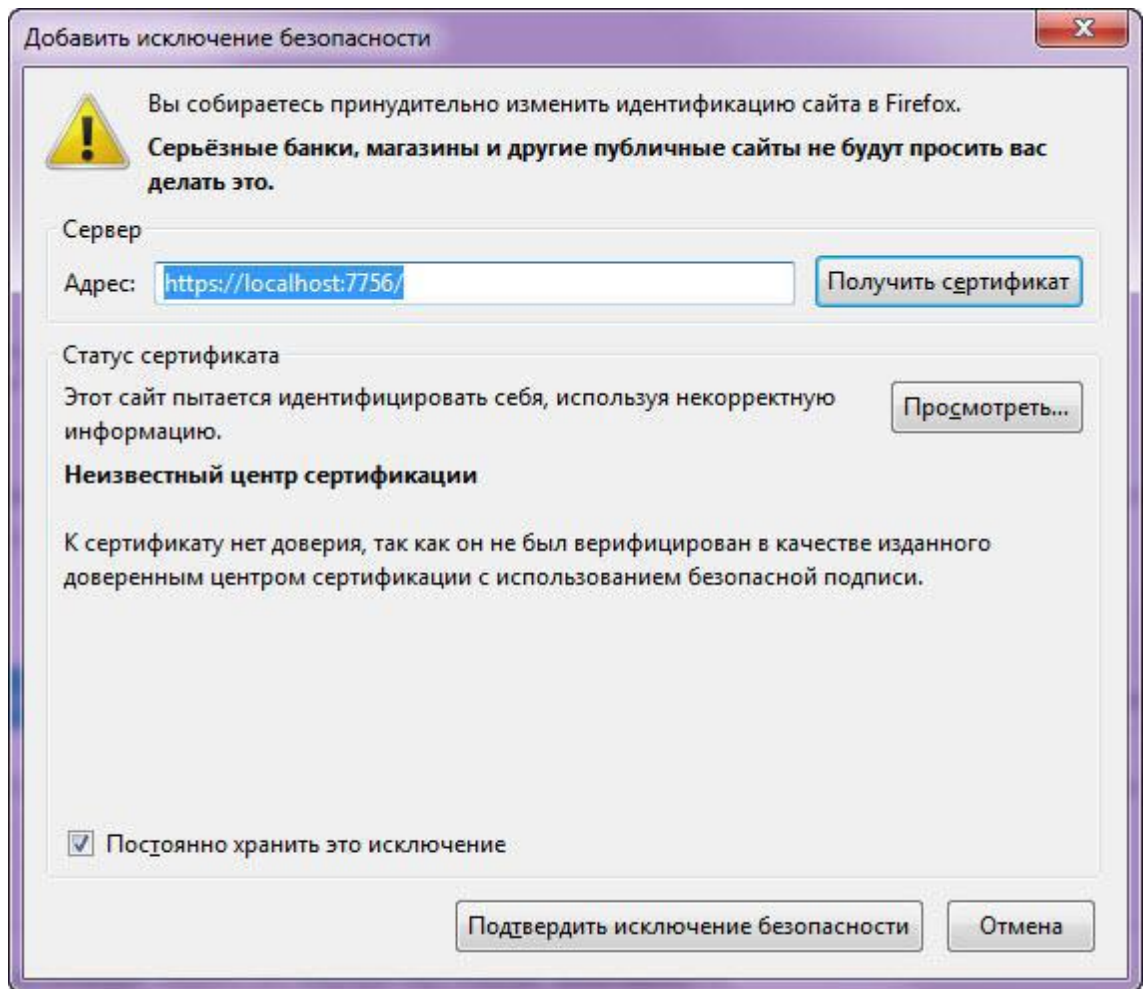 Добавить исключение безопасности
Вы собираетесь принудительно изменить идентификацию сайта в Firefox.
Серьёзные банки, магазины и другие публичные сайты не будут просить вас
делать это.
Сервер
Адрес: https://localhost:7756/ Получить сертификат
Статус сертификата
Этот сайт пытается идентифицировать себя, используя некорректную
информацию.
Просмотреть...
Неизвестный центр сертификации
К сертификату нет доверия, так как он не был верифицирован в качестве изданного
доверенным центром сертификации с использованием безопасной подписи.
Постоянно хранить это исключение
Подтвердить исключение безопасности Отмена